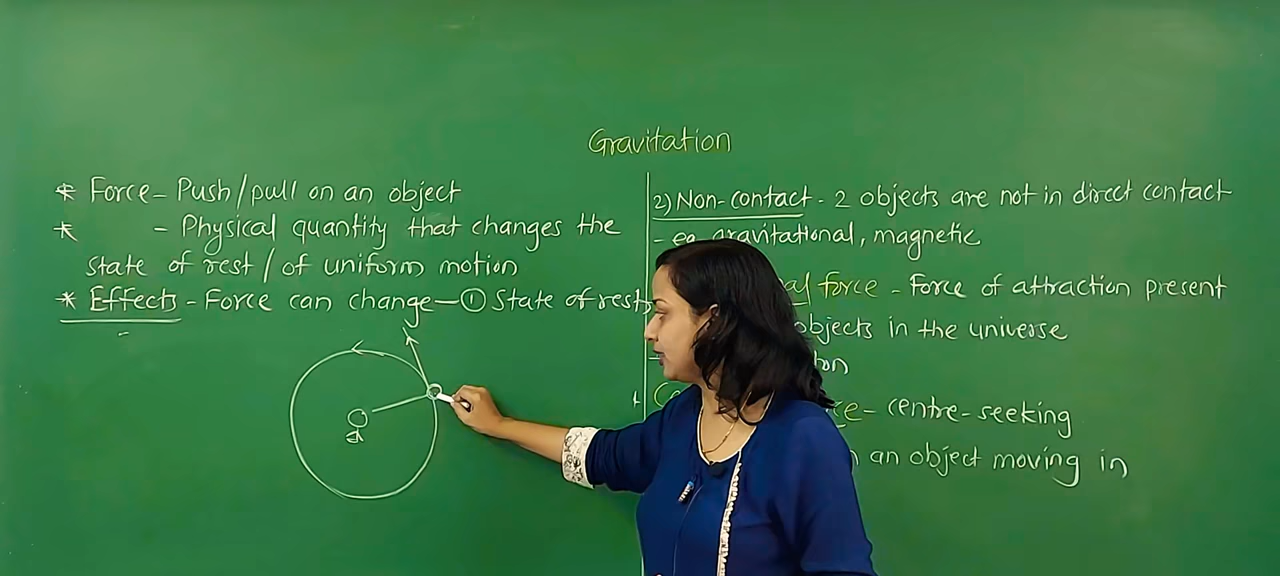 Gravitation
* Force - Push/pull on an object
* - Physical quantity that changes the
state of rest / of uniform motion
* Effects - Force can change - ① State of rest
2) Non-contact - 2 objects are not in direct contact
- eg gravitational, magnetic
force - Force of attraction present
objects in the universe
- centre-seeking
an object moving in